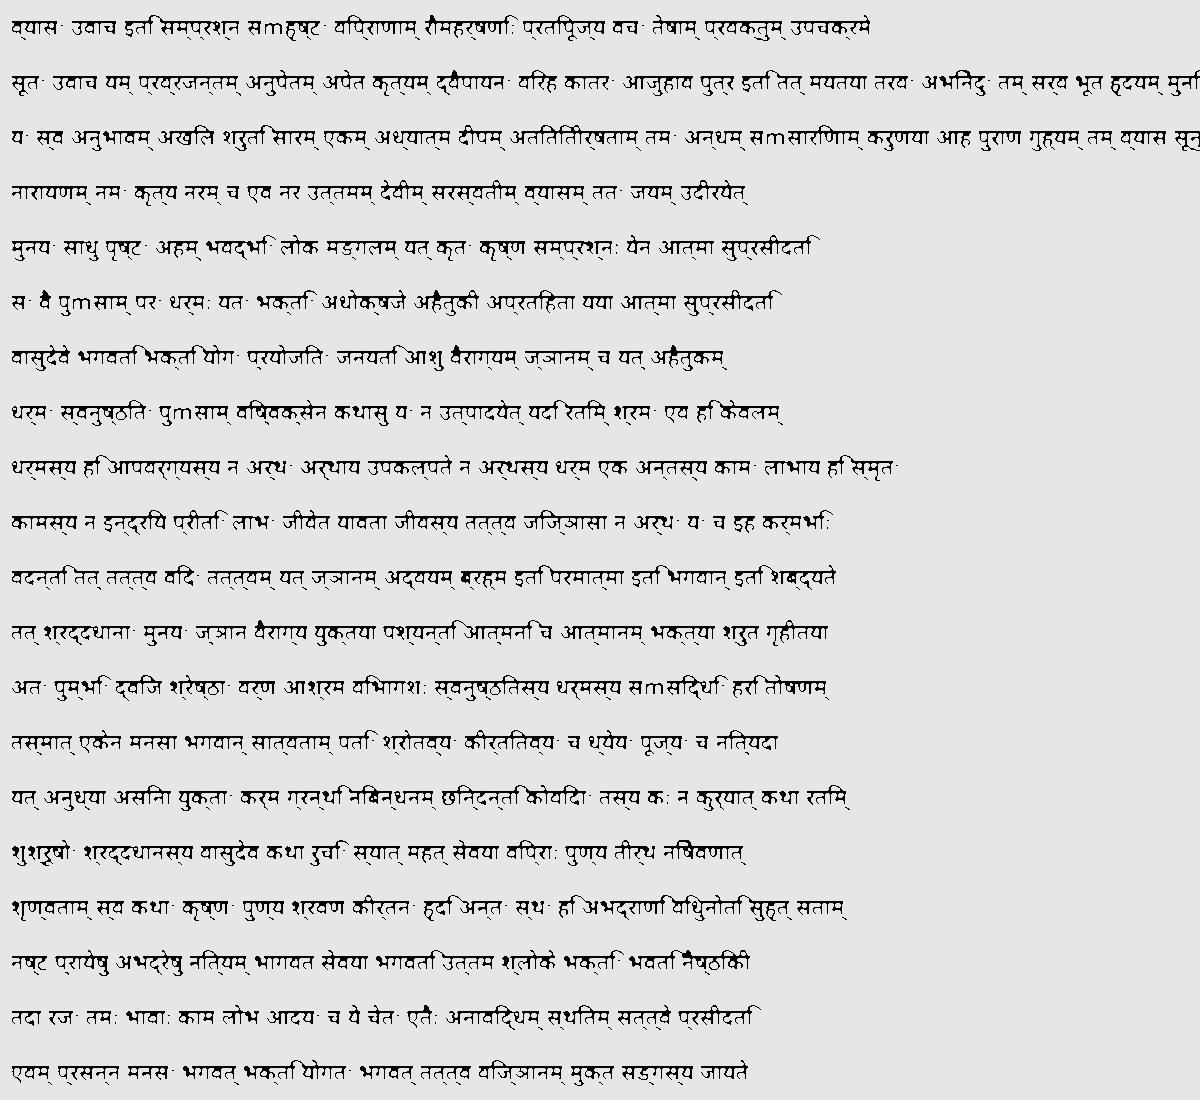 व्यास· उवाच इति सम्प्रश्न सmहृष्ट· विप्राणाम् रौमहर्षणिः प्रतिपूज्य वच· तेषाम् प्रवक्तुम् उपचक्रमे
सूत· उवाच यम् प्रव्रजन्तम् अनुपेतम् अपेत कृत्यम् द्वैपायन· विरह कातर· आजुहाव पुत्र इति तत् मयतया तरव· अभिनेदु· तम् सर्व भूत हृदयम् मुनि
य· स्व अनुभावम् अखिल श्रुति सारम् एकम् अध्यात्म दीपम् अतितितीर्षताम् तम· अन्धम् सmसारिणाम् करुणया आह पुराण गुह्यम् तम् व्यास सूनु
नारायणम् नम· कृत्य नरम् च एव नर उत्तमम् देवीम् सरस्वतीम् व्यासम् तत· जयम् उदीरयेत्
मुनय· साधु पृष्ट· अहम् भवद्भि लोक मङ्गलम् यत् कृत· कृष्ण सम्प्रश्नः येन आत्मा सुप्रसीदति
स· वै पुmसाम् पर· धर्मः यत· भक्ति अधोक्षजे अहैतुकी अप्रतिहता यया आत्मा सुप्रसीदति
वासुदेवे भगवति भक्ति योग· प्रयोजित· जनयति आशु वैराग्यम् ज्ञानम् च यत् अहैतुकम्
धर्म· स्वनुष्ठित· पुmसाम् विष्वक्सेन कथासु य· न उत्पादयेत् यदि रतिम् श्रम· एव हि केवलम्
धर्मस्य हि आपवर्ग्यस्य न अर्थ· अर्थाय उपकल्पते न अर्थस्य धर्म एक अन्तस्य काम· लाभाय हि स्मृत·
कामस्य न इन्द्रिय प्रीति लाभ· जीवेत यावता जीवस्य तत्त्व जिज्ञासा न अर्थ· य· च इह कर्मभिः
वदन्ति तत् तत्त्व विद· तत्त्वम् यत् ज्ञानम् अद्वयम् ब्रह्म इति परमात्मा इति भगवान् इति शब्द्यते
तत् श्रद्दधाना· मुनय· ज्ञान वैराग्य युक्तया पश्यन्ति आत्मनि च आत्मानम् भक्त्या श्रुत गृहीतया
अत· पुम्भि द्विज श्रेष्ठा· वर्ण आश्रम विभागशः स्वनुष्ठितस्य धर्मस्य सmसिद्धि हरि तोषणम्
तस्मात् एकेन मनसा भगवान् सात्वताम् पति श्रोतव्य· कीर्तितव्य· च ध्येय· पूज्य· च नित्यदा
यत् अनुध्या असिना युक्ता· कर्म ग्रन्थि निबन्धनम् छिन्दन्ति कोविदा· तस्य कः न कुर्यात् कथा रतिम्
शुश्रूषो· श्रद्दधानस्य वासुदेव कथा रुचि स्यात् महत् सेवया विप्राः पुण्य तीर्थ निषेवणात्
शृण्वताम् स्व कथा· कृष्ण· पुण्य श्रवण कीर्तन· हृदि अन्त· स्थ· हि अभद्राणि विधुनोति सुहृत् सताम्
नष्ट प्रायेषु अभद्रेषु नित्यम् भागवत सेवया भगवति उत्तम श्लोके भक्ति भवति नैष्ठिकी
तदा रज· तमः भावाः काम लोभ आदय· च ये चेत· एतैः अनाविद्धम् स्थितम् सत्त्वे प्रसीदति
एवम् प्रसन्न मनस· भगवत् भक्ति योगत· भगवत् तत्त्व विज्ञानम् मुक्त सङ्गस्य जायते